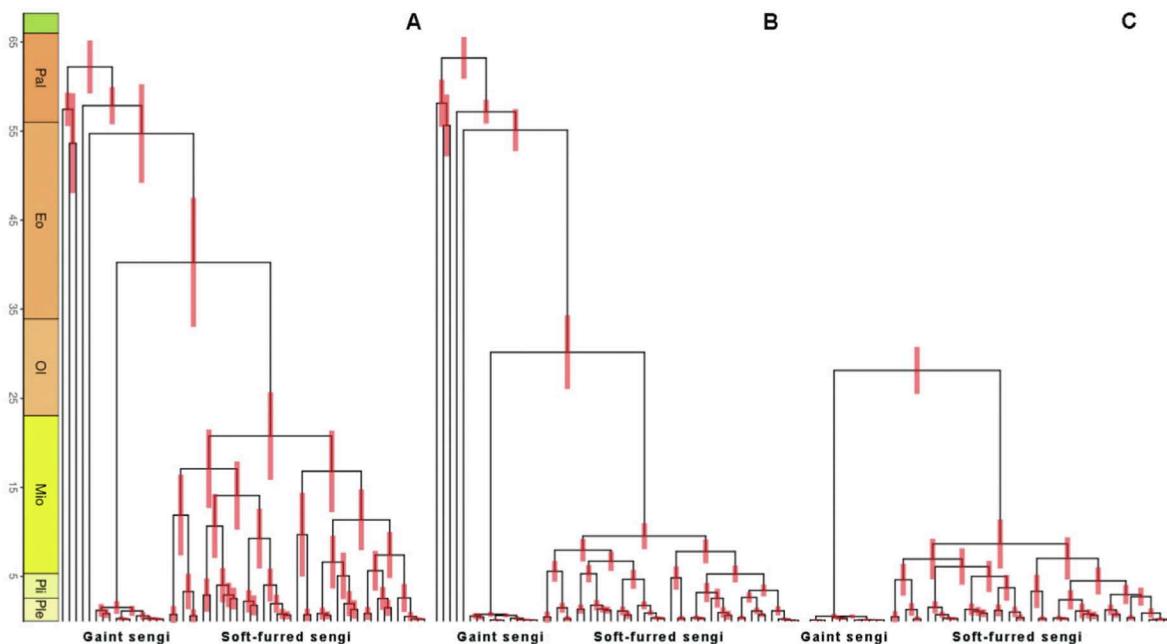 A
B
C
65
55
45
35
25
15
5
Pal
Eo
Ol
Mio
Pli
Ple
Gaint sengi
Soft-furred sengi
Gaint sengi
Soft-furred sengi
Gaint sengi
Soft-furred sengi